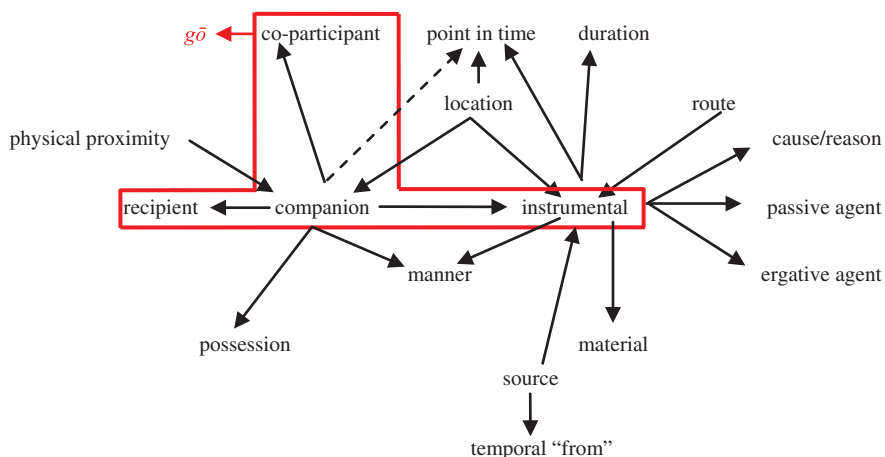 gō
co-participant
point in time
duration
location
route
physical proximity
cause/reason
recipient
companion
instrumental
passive agent
manner
ergative agent
possession
material
source
temporal “from”